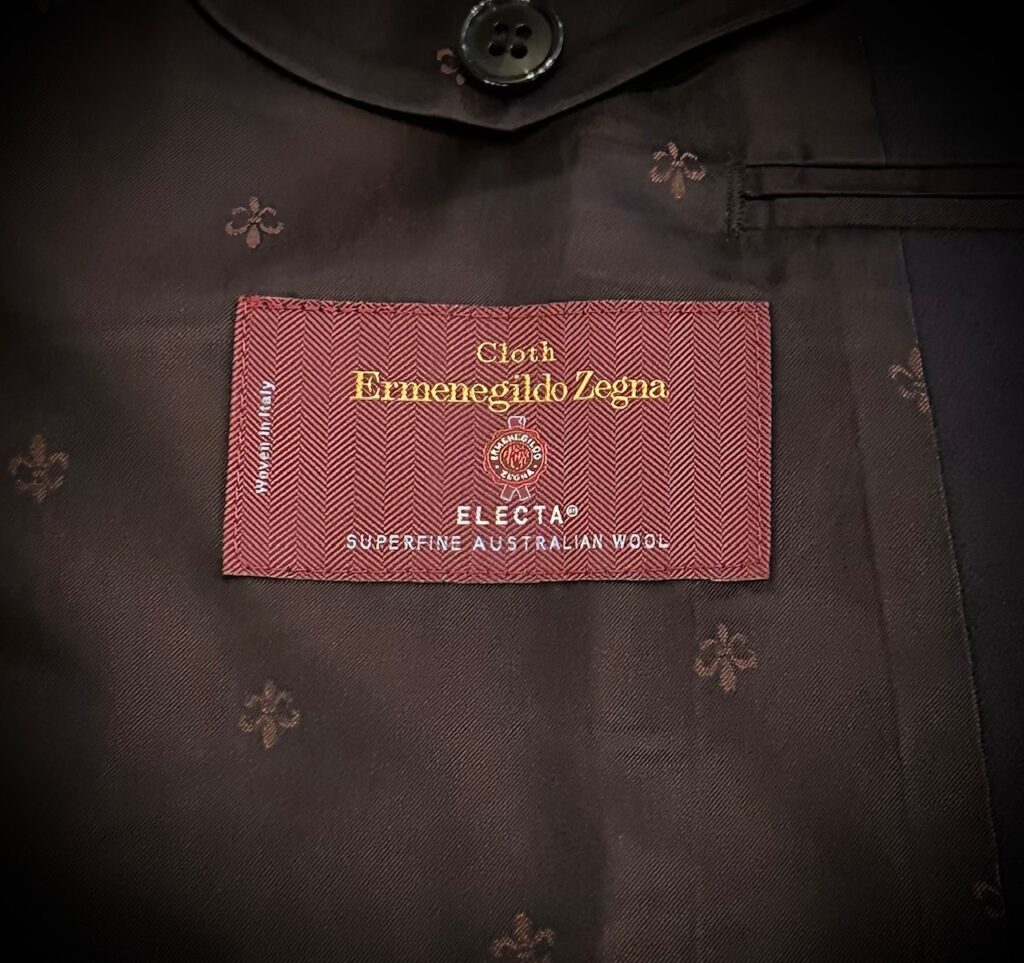 Cloth
Ermenegildo Zegna
ERMENEGILDO
ZEGNA
ELECTA®
SUPERFINE AUSTRALIAN WOOL
Woven in Italy